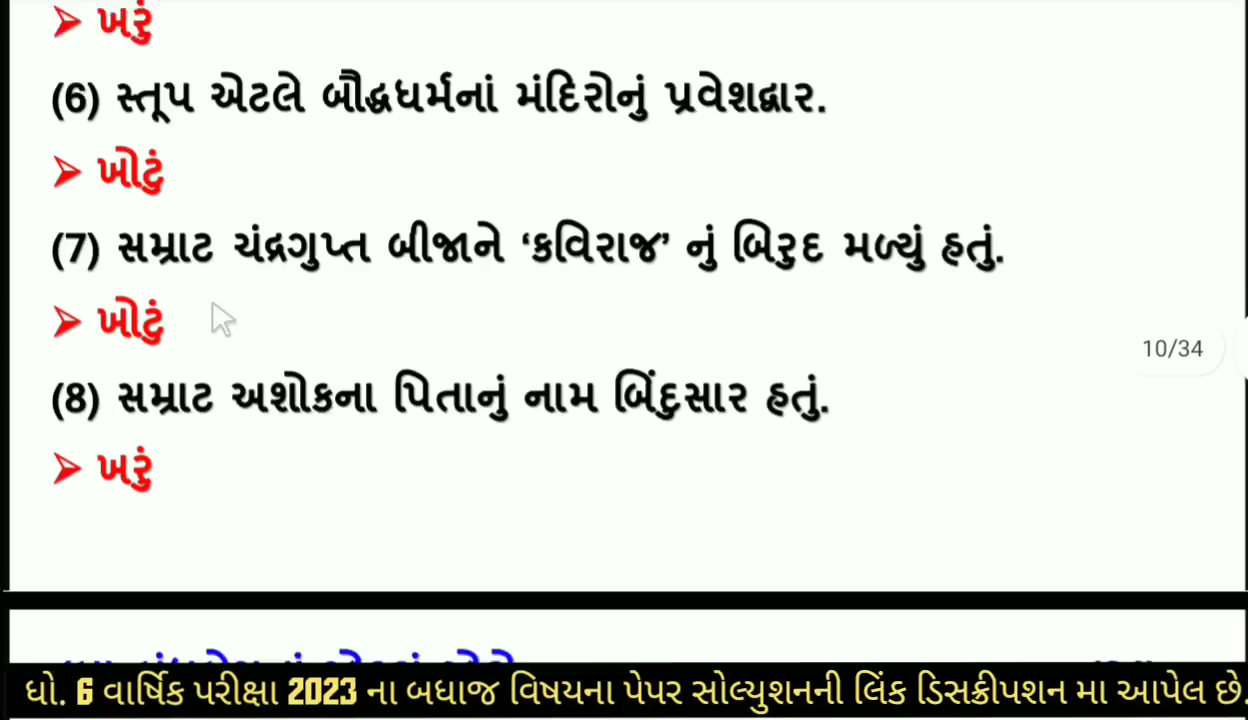 ➢ ખરું
(6) સ્તૂપ એટલે બૌદ્ધધર્મનાં મંદિરોનું પ્રવેશદ્વાર.
➢ ખોટું
(7) સમ્રાટ ચંદ્રગુપ્ત બીજાને ‘કવિરાજ’ નું બિરુદ મળ્યું હતું.
➢ ખોટું
10/34
(8) સમ્રાટ અશોકના પિતાનું નામ બિંદુસાર હતું.
➢ ખરું
ધો. 6 વાર્ષિક પરીક્ષા 2023 ના બધાજ વિષયના પેપર સોલ્યુશનની લિંક ડિસક્રીપશન મા આપેલ છે